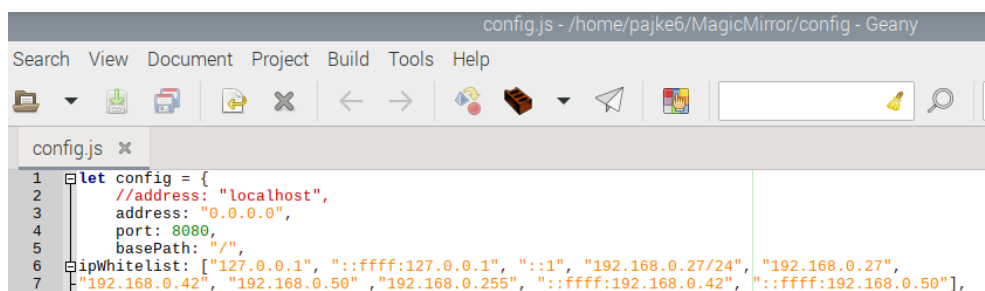 config.js - /home/pajke6/MagicMirror/config - Geany
Search View Document Project Build Tools Help
config.js
1 let config = {
2 //address: "localhost",
3 address: "0.0.0.0",
4 port: 8080,
5 basePath: "/",
6 ipWhitelist: ["127.0.0.1", "::ffff:127.0.0.1", "::1", "192.168.0.27/24", "192.168.0.27",
7 "192.168.0.42", "192.168.0.50" ,"192.168.0.255", "::ffff:192.168.0.42", "::ffff:192.168.0.50"],